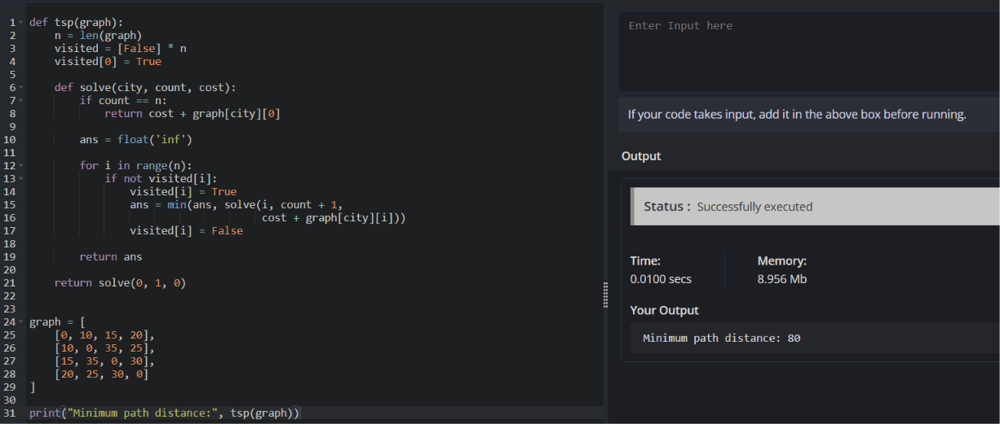 1 def tsp(graph):
2     n = len(graph)
3     visited = [False] * n
4     visited[0] = True
5
6     def solve(city, count, cost):
7         if count == n:
8             return cost + graph[city][0]
9
10         ans = float('inf')
11
12         for i in range(n):
13             if not visited[i]:
14                 visited[i] = True
15                 ans = min(ans, solve(i, count + 1,
16                                      cost + graph[city][i]))
17                 visited[i] = False
18
19         return ans
20
21     return solve(0, 1, 0)
22
23
24 graph = [
25     [0, 10, 15, 20],
26     [10, 0, 35, 25],
27     [15, 35, 0, 30],
28     [20, 25, 30, 0]
29 ]
30
31 print("Minimum path distance:", tsp(graph))
Enter Input here
If your code takes input, add it in the above box before running.
Output
Status : Successfully executed
Time:
0.0100 secs
Memory:
8.956 Mb
Your Output
Minimum path distance: 80